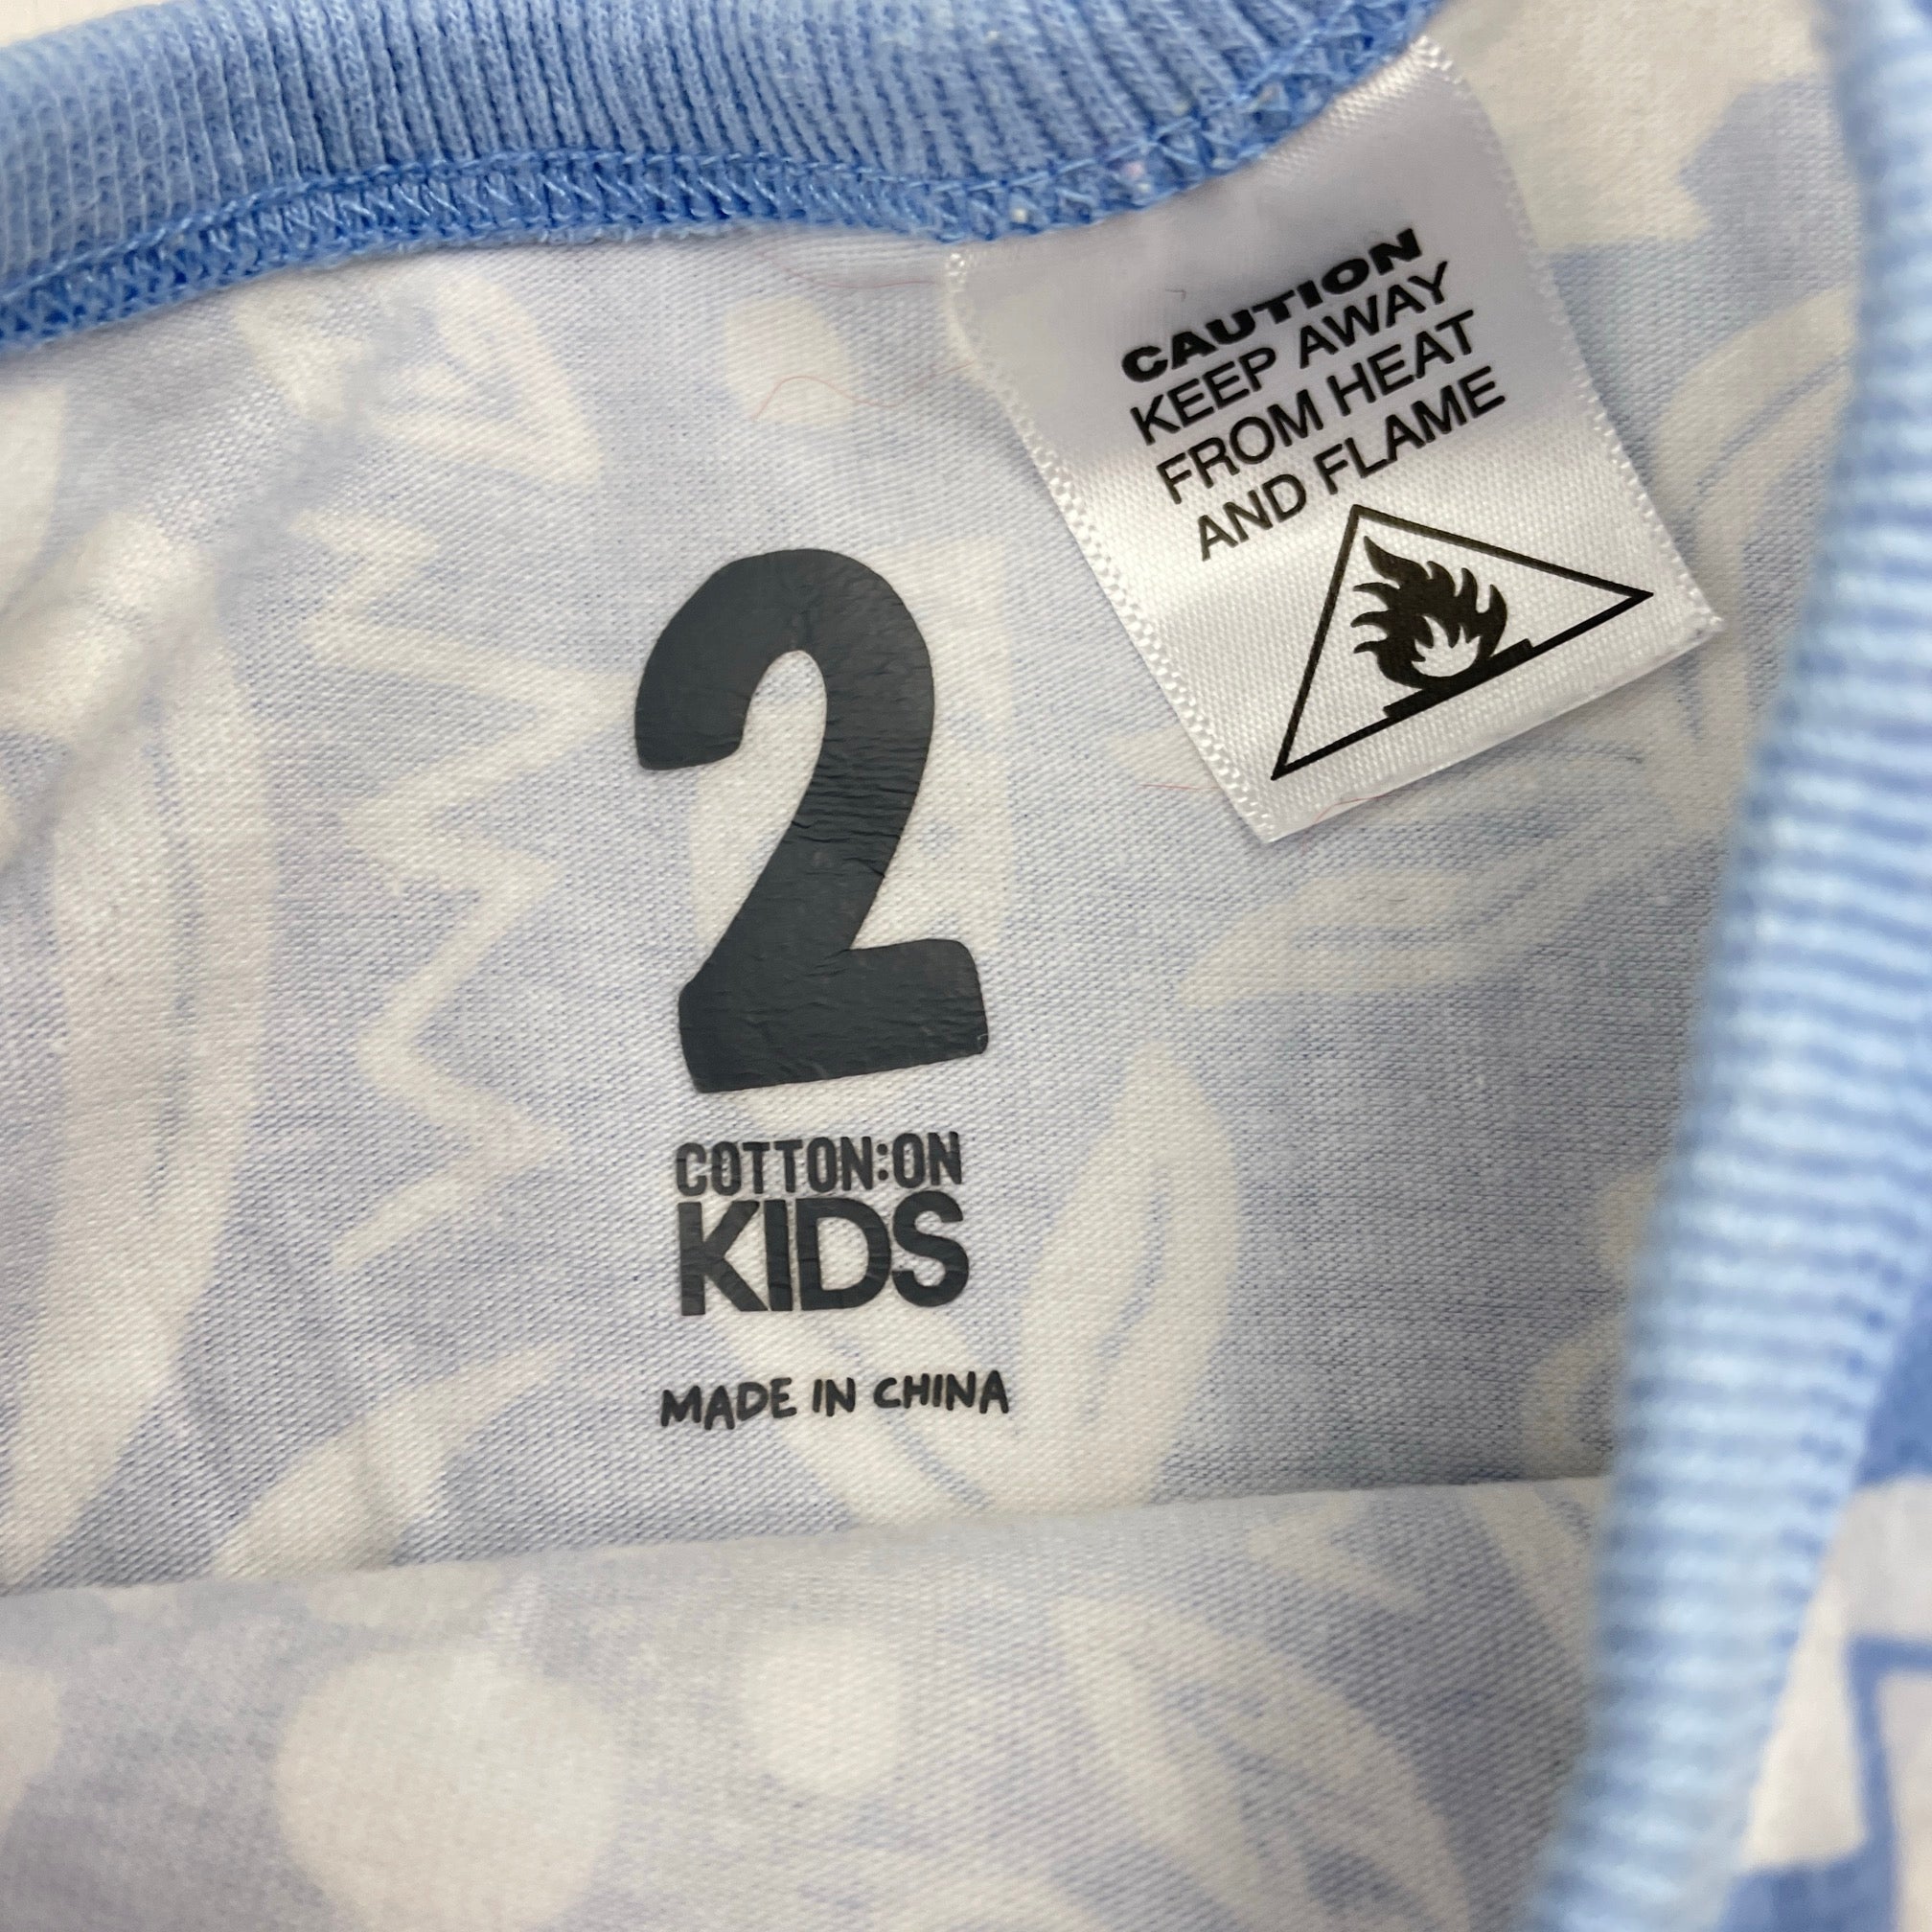 CAUTION
KEEP AWAY
FROM HEAT
AND FLAME
2
COTTON:ON
KIDS
MADE IN CHINA